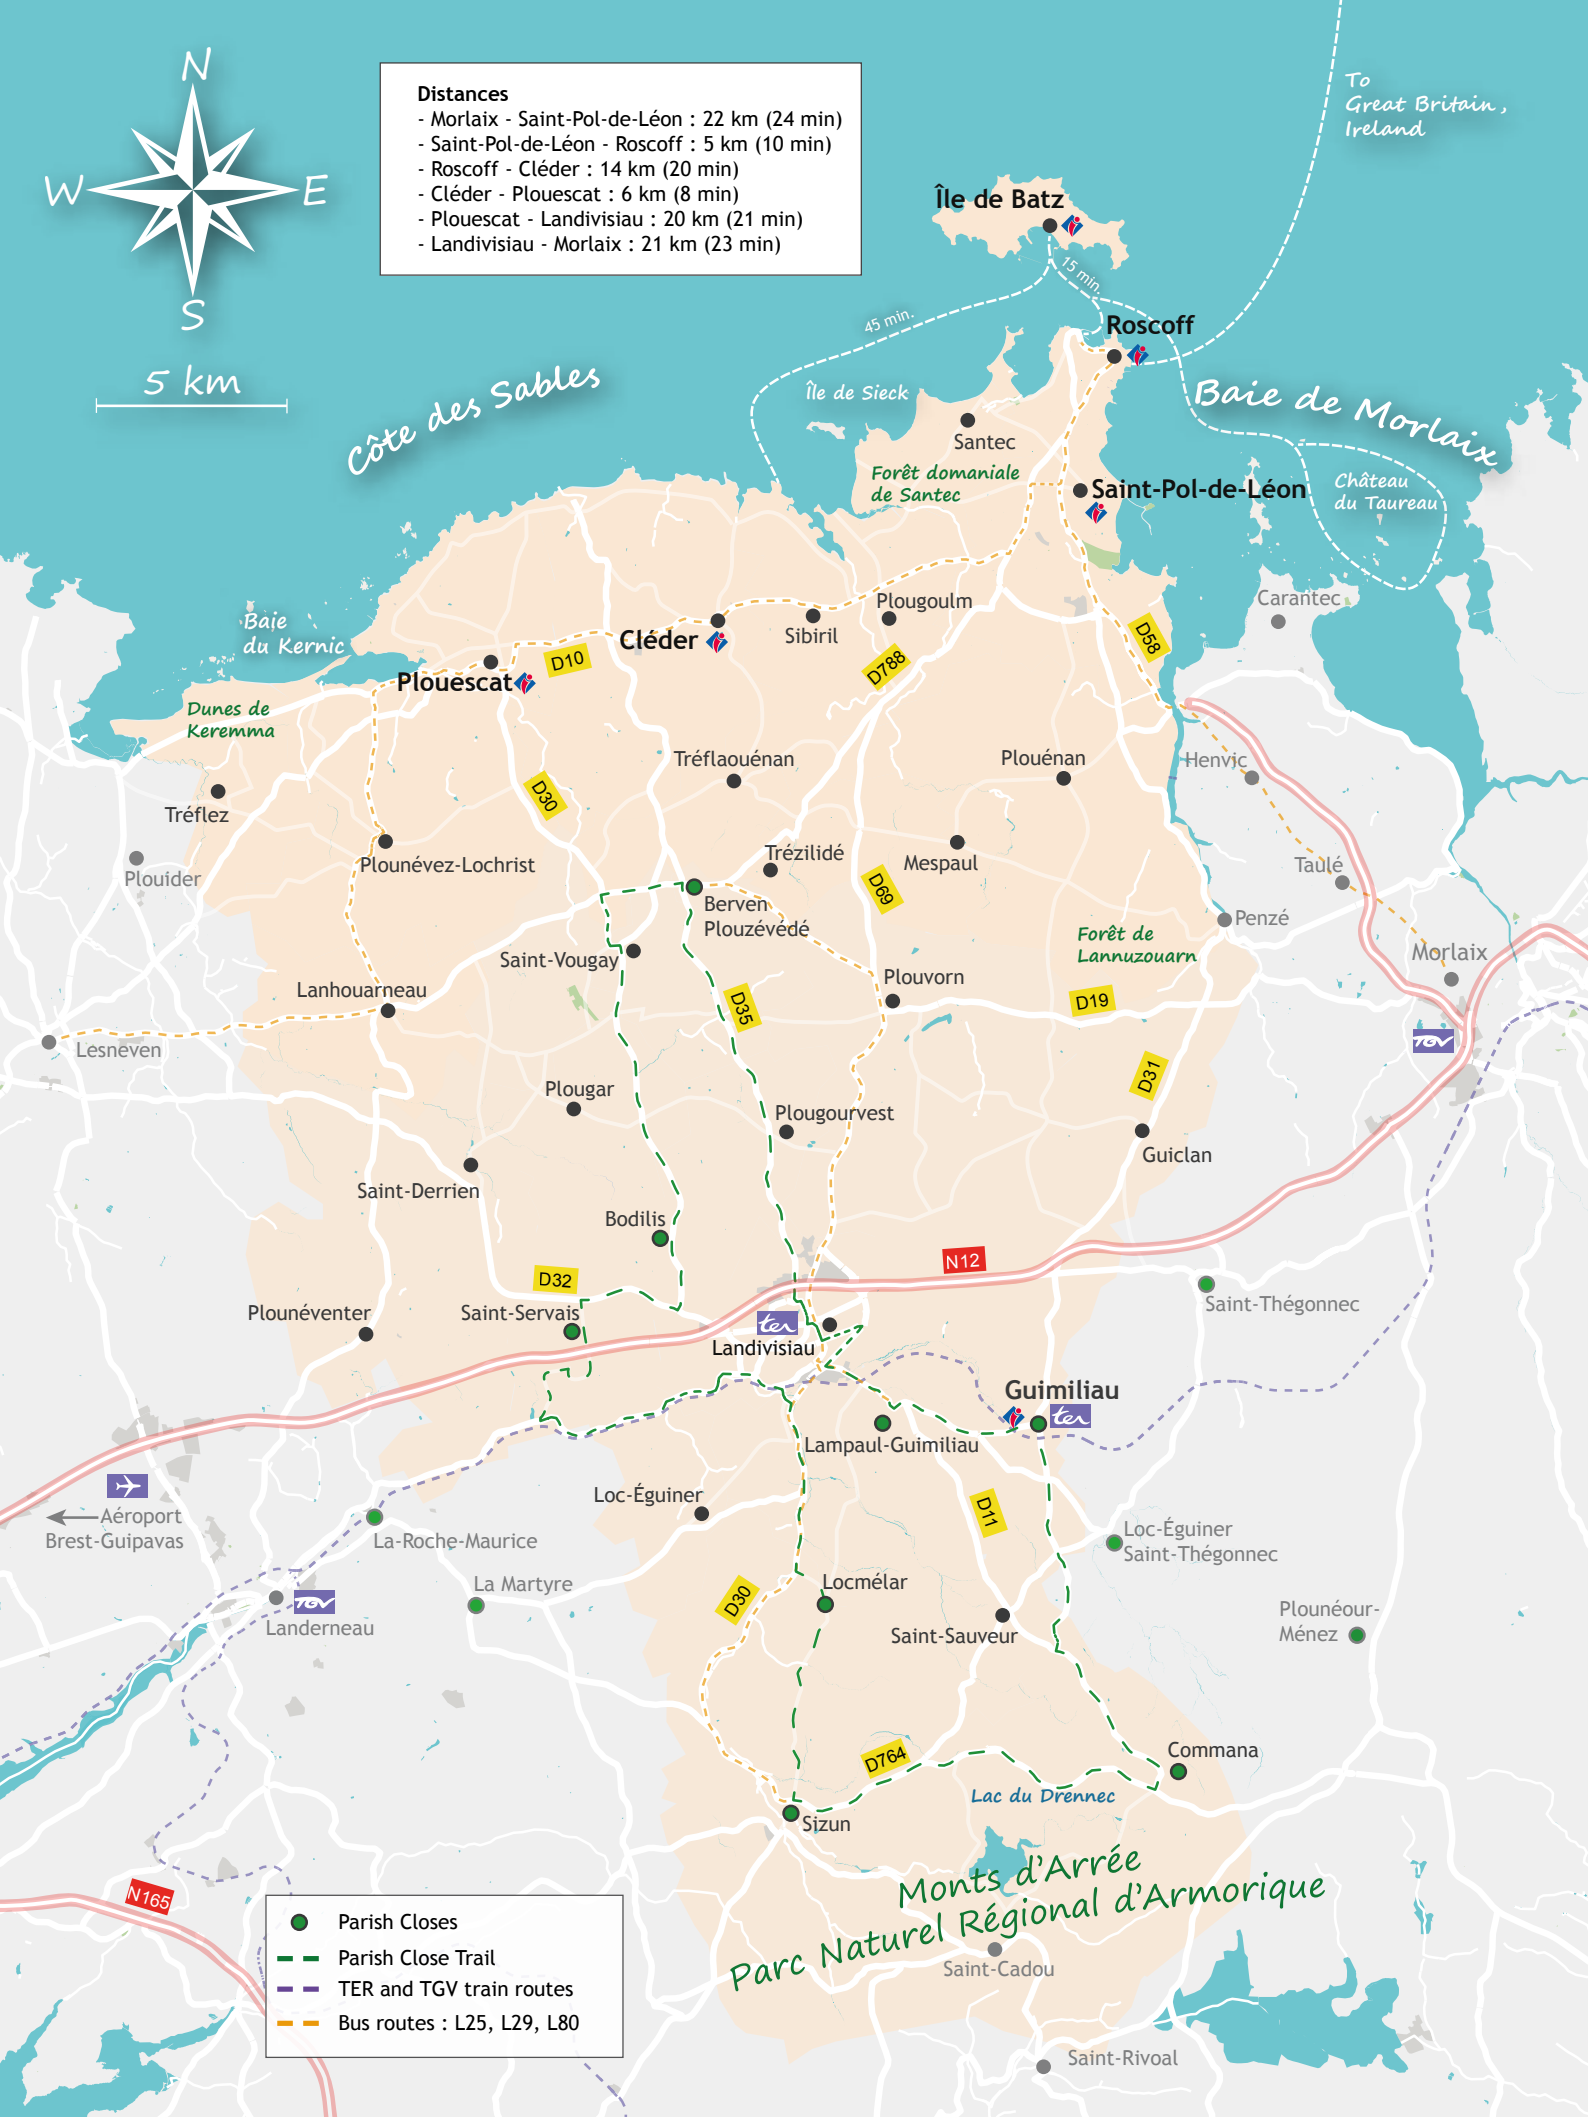 N
W
E
S
5 km
Distances
- Morlaix - Saint-Pol-de-Léon : 22 km (24 min)
- Saint-Pol-de-Léon - Roscoff : 5 km (10 min)
- Roscoff - Cléder : 14 km (20 min)
- Cléder - Plouescat : 6 km (8 min)
- Plouescat - Landivisiau : 20 km (21 min)
- Landivisiau - Morlaix : 21 km (23 min)
To
Great Britain,
Ireland
Île de Batz
15 min.
45 min.
Roscoff
Côte des Sables
Île de Sieck
Baie de Morlaix
Santec
Forêt domaniale
de Santec
Saint-Pol-de-Léon
Château
du Taureau
Carantec
Baie
du Kernic
Plougoulm
Cléder
Sibiril
D58
D10
D788
Plouescat
Dunes de
Keremma
Tréflaouénan
Plouénan
Henvic
D30
Tréflez
Plounévez-Lochrist
Trézilidé
Mespaul
Taulé
Plouider
D69
Berven
Plouzévédé
Penzé
Forêt de
Lannuzouarn
Saint-Vougay
Morlaix
Lanhouarneau
Plouvorn
D35
D19
TGV
Lesneven
Plougar
D31
Plougourvest
Guiclan
Saint-Derrien
Bodilis
N12
D32
Saint-Thégonnec
Plounéventer
Saint-Servais
ter
Landivisiau
Guimiliau
ter
Lampaul-Guimiliau
Aéroport
Brest-Guipavas
Loc-Éguiner
D11
La-Roche-Maurice
Loc-Éguiner
Saint-Thégonnec
La Martyre
Locmélar
D30
TGV
Landerneau
Saint-Sauveur
Plounéour-
Ménez
Commana
D764
Lac du Drennec
Sizun
Monts d'Arrée
Parc Naturel Régional d'Armorique
N165
Saint-Cadou
Saint-Rivoal
Parish Closes
Parish Close Trail
TER and TGV train routes
Bus routes : L25, L29, L80